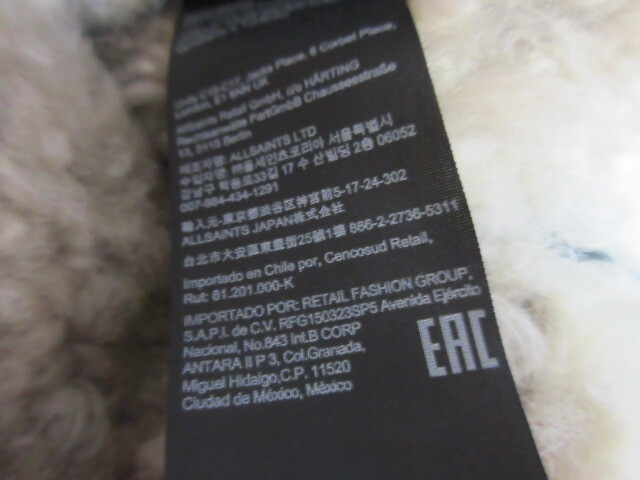 Units C15-C17, Jacks Place, 6 Corbet Place,
London, E1 6NN UK
AllSaints Retail GmbH, c/o HÄRTING
Rechtsanwälte PartGmbB Chausseestraße
13, 0115 Berlin
제조자명: ALLSAINTS LTD
수입자명: 올세인츠코리아 서울특별시
강남구 학동로33길 17 수 산빌딩 2층 06052
007-984-434-1291
輸入元-東京都渋谷区神宮前5-17-24-302
ALLSAINTS JAPAN株式会社
台北市大安區東豐街25號1樓 886-2-2736-5311
Importado en Chile por, Cencosud Retail,
Rut: 81.201.000-K
IMPORTADO POR: RETAIL FASHION GROUP,
S.A.P.I. de C.V. RFG150323SP5 Avenida Ejército
Nacional, No.843 Int.B CORP
ANTARA II P 3, Col.Granada,
Miguel Hidalgo,C.P. 11520
Ciudad de México, México
EAC